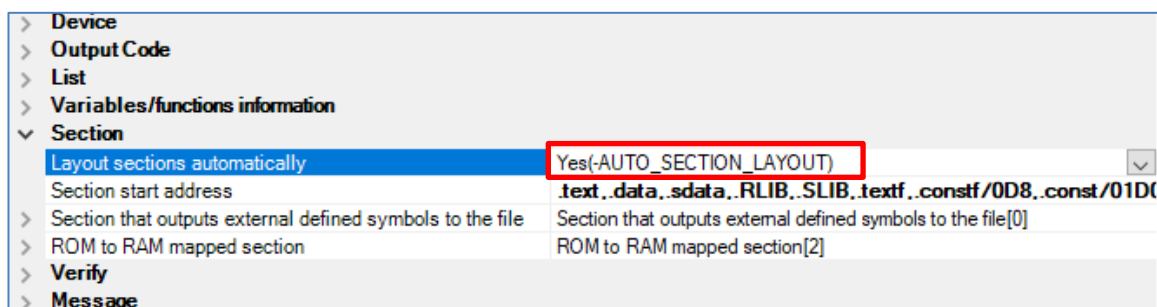 Device
Output Code
List
Variables/functions information
Section
Layout sections automatically Yes(-AUTO_SECTION_LAYOUT)
Section start address .text,.data,.sdata,.RLIB,.SLIB,.textf,.constf/0D8,.const/01D0
Section that outputs external defined symbols to the file Section that outputs external defined symbols to the file[0]
ROM to RAM mapped section ROM to RAM mapped section[2]
Verify
Message